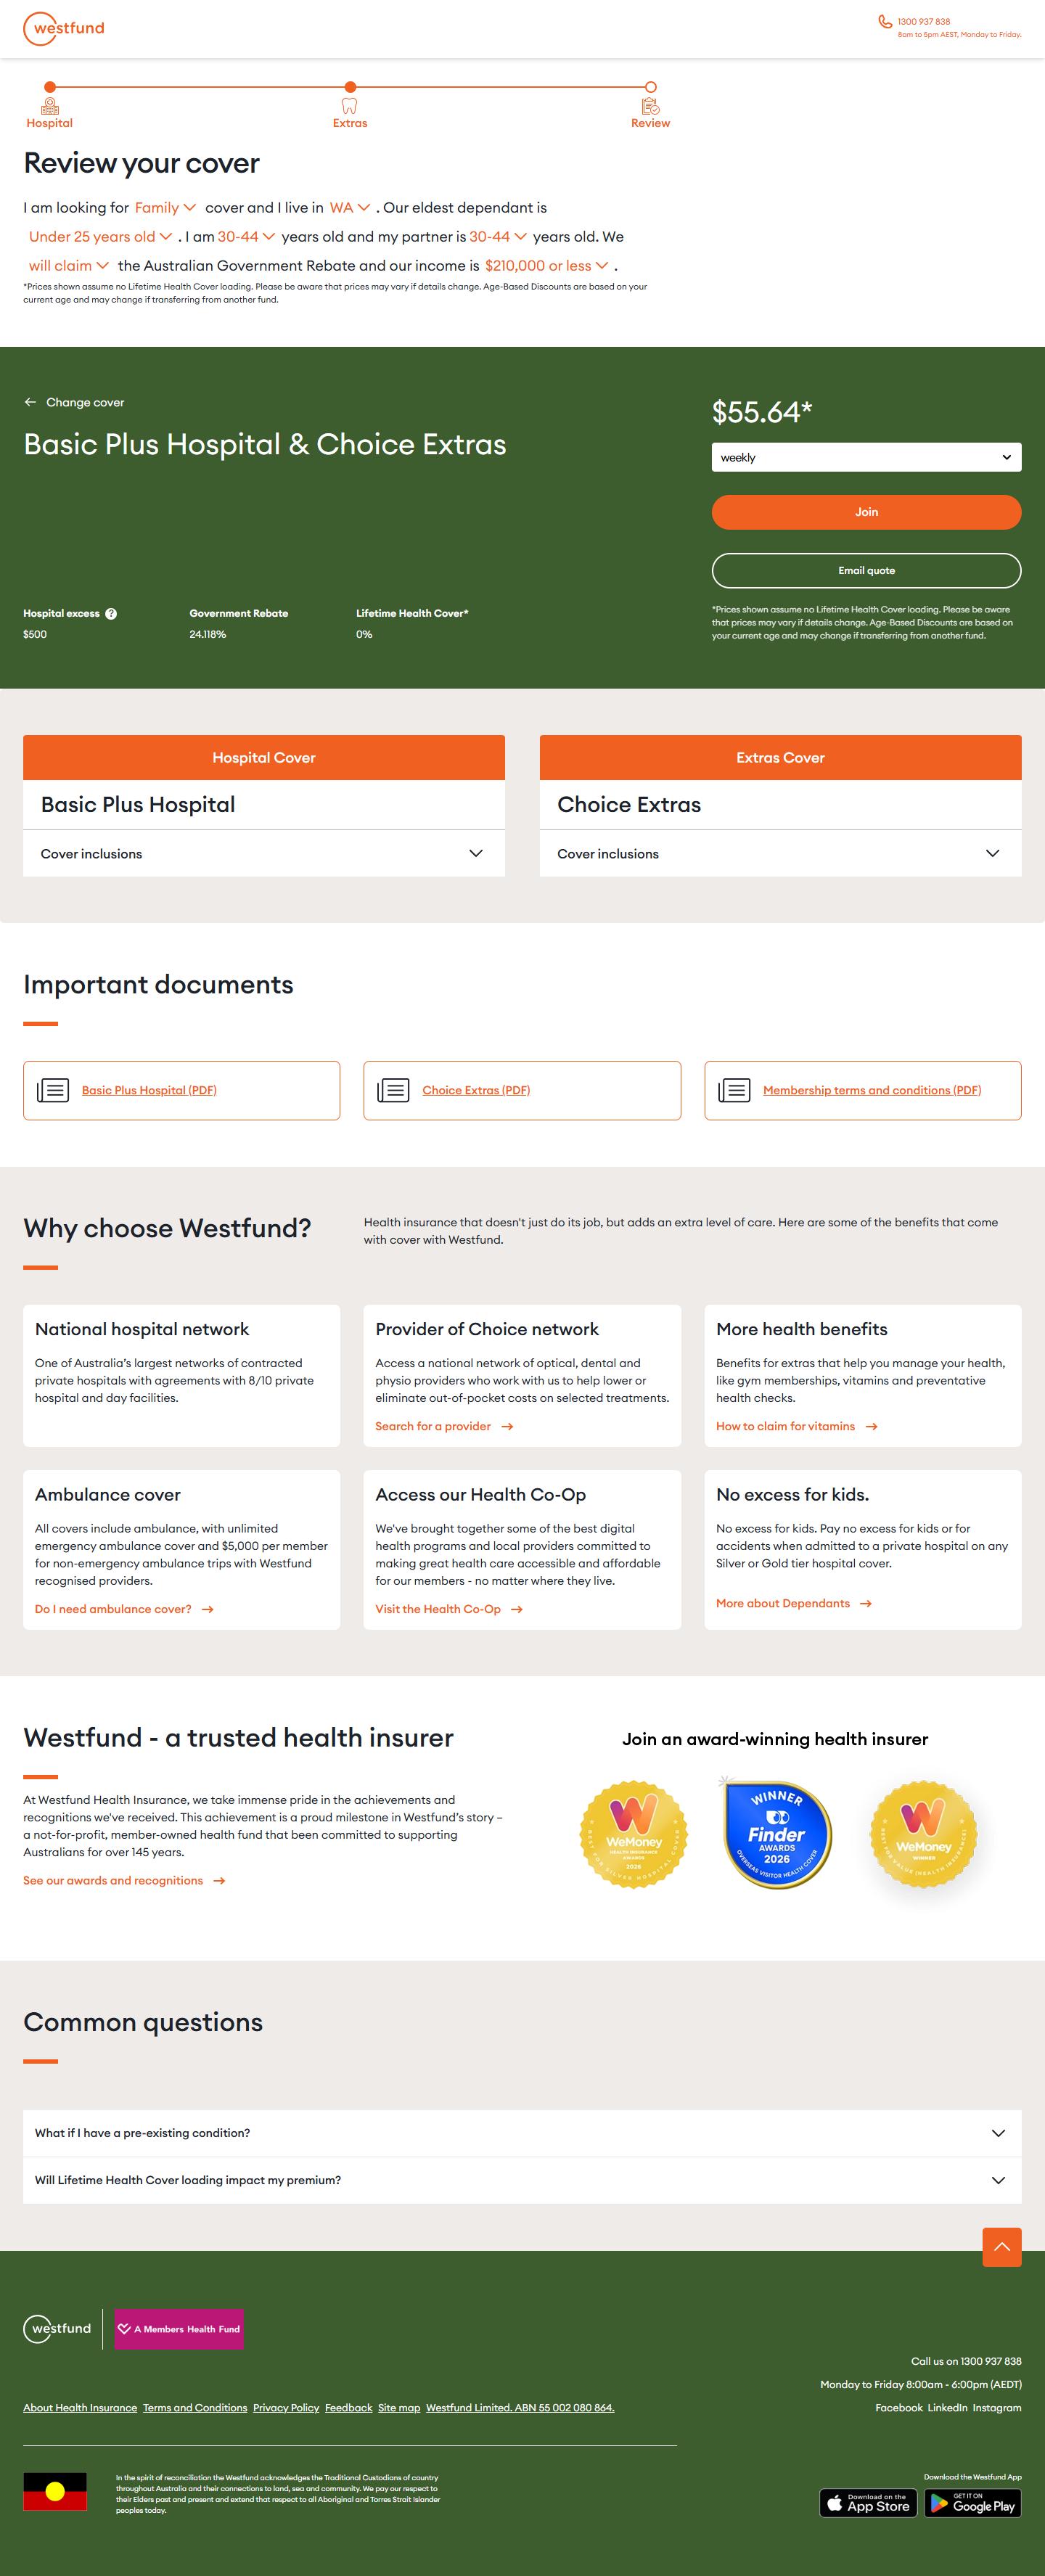 westfund
1300 937 838
8am to 5pm AEST, Monday to Friday.
Hospital
Extras
Review
Review your cover
I am looking for Family cover and I live in WA . Our eldest dependant is
Under 25 years old . I am 30-44 years old and my partner is 30-44 years old. We
will claim the Australian Government Rebate and our income is $210,000 or less .
*Prices shown assume no Lifetime Health Cover loading. Please be aware that prices may vary if details change. Age-Based Discounts are based on your
current age and may change if transferring from another fund.
Change cover
Basic Plus Hospital & Choice Extras
Hospital excess ?
$500
Government Rebate
24.118%
Lifetime Health Cover*
0%
$55.64*
weekly
Join
Email quote
*Prices shown assume no Lifetime Health Cover loading. Please be aware
that prices may vary if details change. Age-Based Discounts are based on
your current age and may change if transferring from another fund.
Hospital Cover
Basic Plus Hospital
Cover inclusions
Extras Cover
Choice Extras
Cover inclusions
Important documents
Basic Plus Hospital (PDF)
Choice Extras (PDF)
Membership terms and conditions (PDF)
Why choose Westfund?
Health insurance that doesn't just do its job, but adds an extra level of care. Here are some of the benefits that come
with cover with Westfund.
National hospital network
One of Australia's largest networks of contracted
private hospitals with agreements with 8/10 private
hospital and day facilities.
Provider of Choice network
Access a national network of optical, dental and
physio providers who work with us to help lower or
eliminate out-of-pocket costs on selected treatments.
Search for a provider
More health benefits
Benefits for extras that help you manage your health,
like gym memberships, vitamins and preventative
health checks.
How to claim for vitamins
Ambulance cover
All covers include ambulance, with unlimited
emergency ambulance cover and $5,000 per member
for non-emergency ambulance trips with Westfund
recognised providers.
Do I need ambulance cover?
Access our Health Co-Op
We've brought together some of the best digital
health programs and local providers committed to
making great health care accessible and affordable
for our members - no matter where they live.
Visit the Health Co-Op
No excess for kids.
No excess for kids. Pay no excess for kids or for
accidents when admitted to a private hospital on any
Silver or Gold tier hospital cover.
More about Dependants
Westfund - a trusted health insurer
At Westfund Health Insurance, we take immense pride in the achievements and
recognitions we've received. This achievement is a proud milestone in Westfund's story –
a not-for-profit, member-owned health fund that been committed to supporting
Australians for over 145 years.
See our awards and recognitions
Join an award-winning health insurer
WeMoney
HEALTH INSURANCE
AWARDS
2026
WINNER
Finder
AWARDS
2026
OVERSEAS VISITOR HEALTH COVER
WeMoney
WINNER
Common questions
What if I have a pre-existing condition?
Will Lifetime Health Cover loading impact my premium?
westfund
A Members Health Fund
Call us on 1300 937 838
Monday to Friday 8:00am - 6:00pm (AEDT)
Facebook LinkedIn Instagram
About Health Insurance Terms and Conditions Privacy Policy Feedback Site map Westfund Limited. ABN 55 002 080 864.
In the spirit of reconciliation the Westfund acknowledges the Traditional Custodians of country
throughout Australia and their connections to land, sea and community. We pay our respect to
their Elders past and present and extend that respect to all Aboriginal and Torres Strait Islander
peoples today.
Download the Westfund App
Download on the
App Store
GET IT ON
Google Play